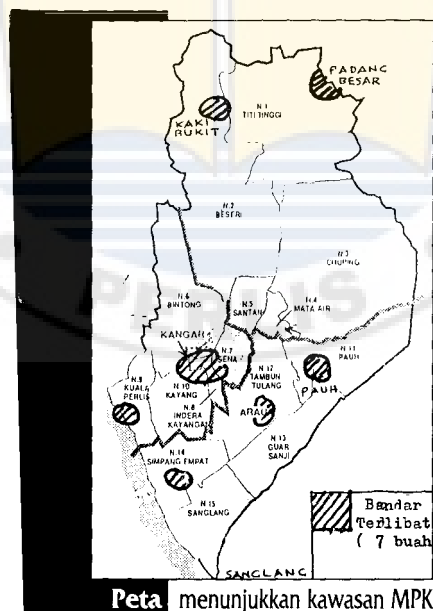 PADANG
BESAR
N.1
TITI TINGGI
KAKI
BUKIT
N.2
BESERI
N.3
CHUPING
N.6
BINTONG
N.5
SANTAN
N.4
MATA AIR
KANGAR
N.7
SENA
N.11
PAUH
N.12
TAMBUN
TULANG
PAUH
N.9
KUALA
PERLIS
N.10
KAYANG
N.8
INDERA
KAYANGAN
ARAU
N.13
GUAR
SANJI
N.14
SIMPANG EMPAT
N.15
SANGLANG
Bandar
Terlibat
( 7 buah
SANGLANG
Peta menunjukkan kawasan MPK